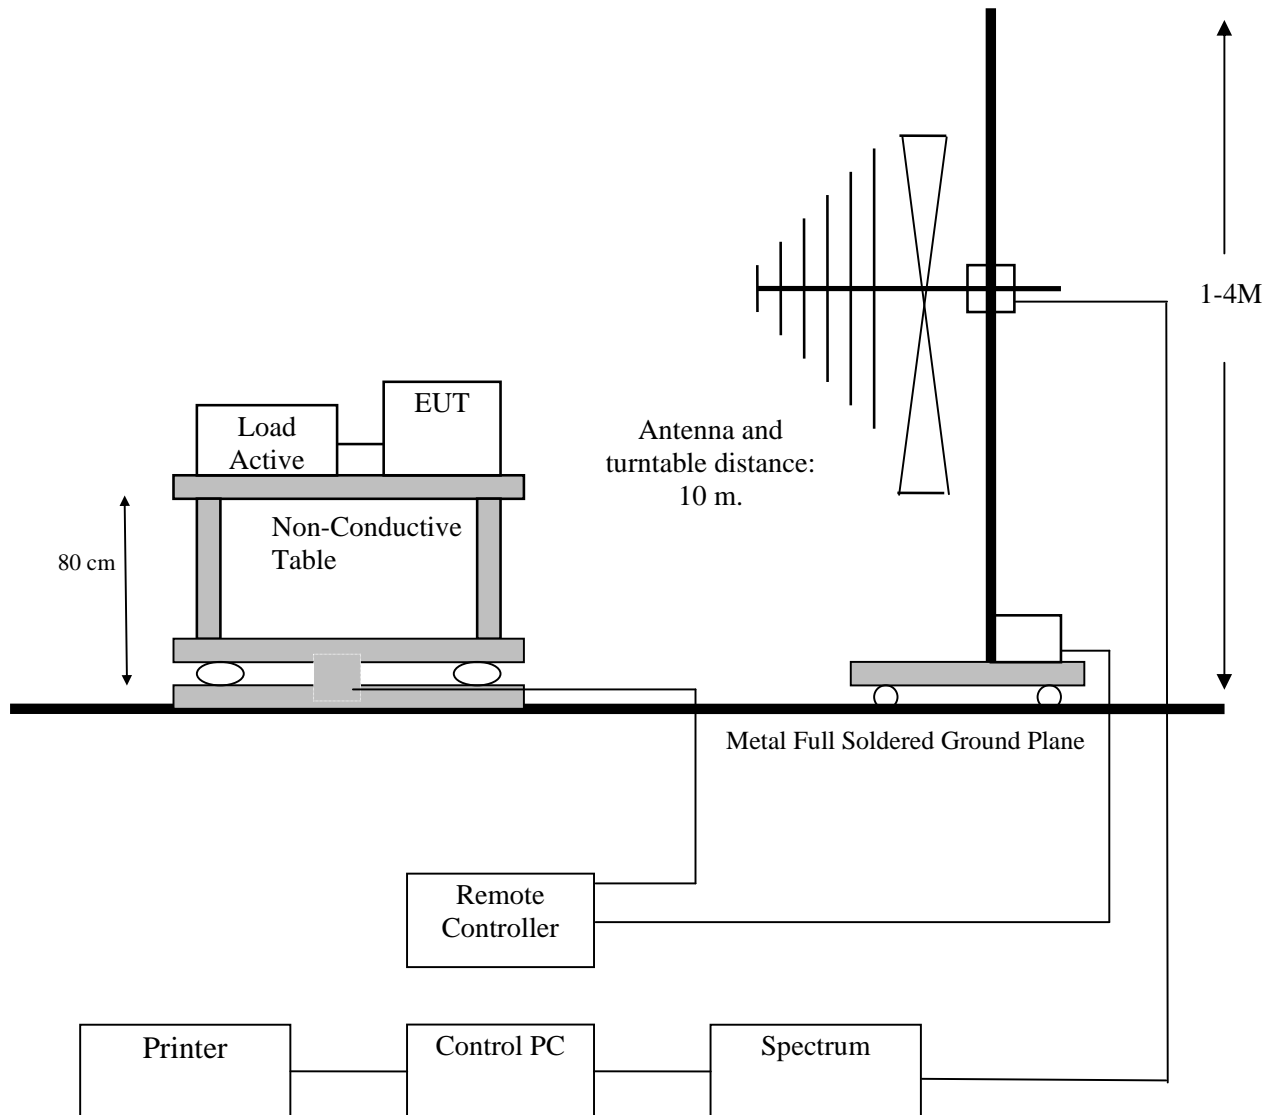 1-4M
EUT
Load
Active
Antenna and
turntable distance:
10 m.
Non-Conductive
Table
80 cm
Metal Full Soldered Ground Plane
Remote
Controller
Printer
Control PC
Spectrum